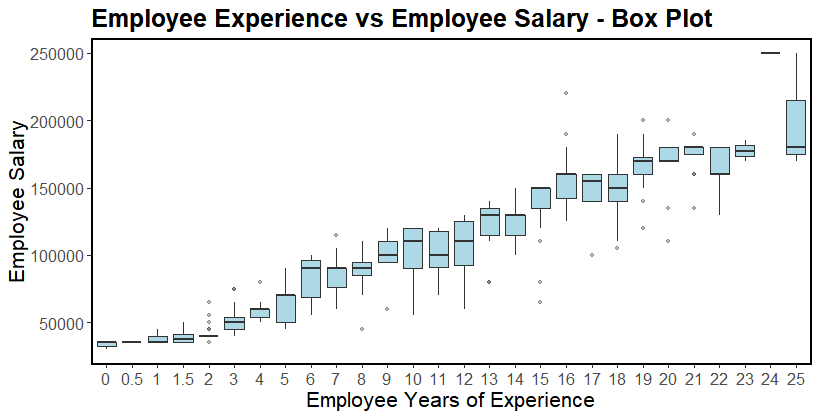 Employee Experience vs Employee Salary - Box Plot
Employee Salary
250000
200000
150000
100000
50000
0 0.5 1 1.5 2 3 4 5 6 7 8 9 10 11 12 13 14 15 16 17 18 19 20 21 22 23 24 25
Employee Years of Experience